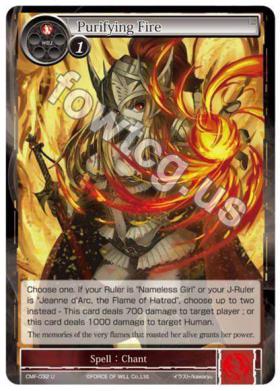 Purifying Fire
WILL
1
fowtcg.us
Choose one. If your Ruler is "Nameless Girl" or your J-Ruler
is "Jeanne d'Arc, the Flame of Hatred", choose up to two
instead - This card deals 700 damage to target player ; or
this card deals 1000 damage to target Human.
The memories of the very flames that roasted her alive grants her power.
Spell : Chant
CMF-032 U
©FORCE OF WILL Co.,Ltd.